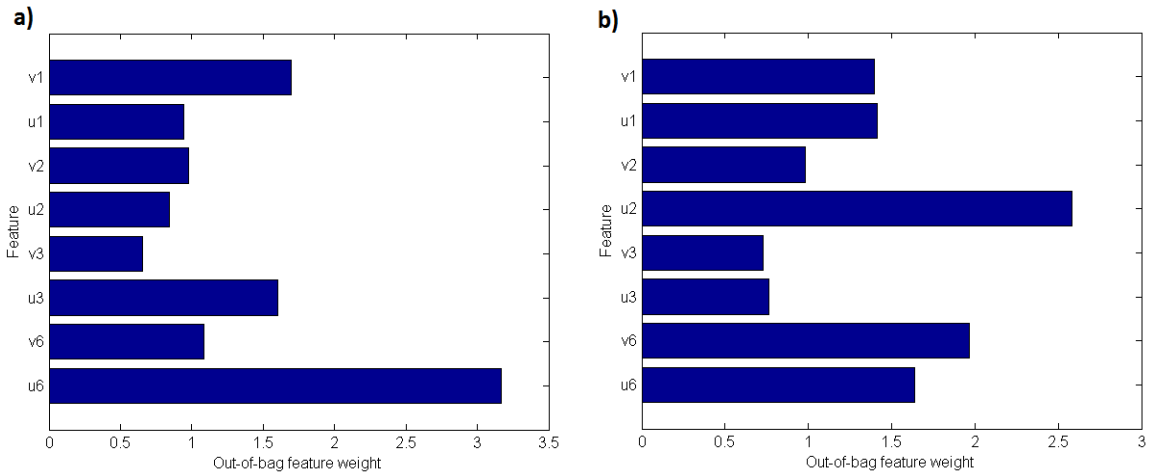 a)
v1
u1
v2
u2
v3
u3
v6
u6
Feature
0 0.5 1 1.5 2 2.5 3 3.5
Out-of-bag feature weight
b)
v1
u1
v2
u2
v3
u3
v6
u6
Feature
0 0.5 1 1.5 2 2.5 3
Out-of-bag feature weight